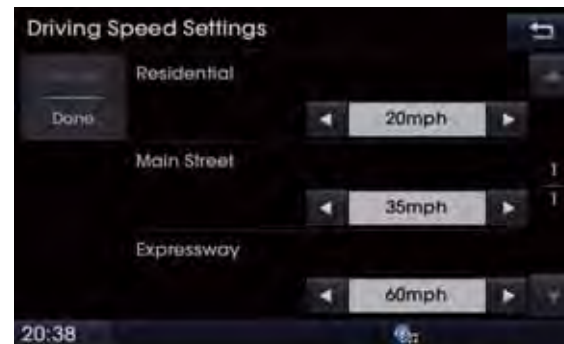 Driving Speed Settings
Residential
Done
20mph
Main Street
1
35mph
1
Expressway
60mph
20:38